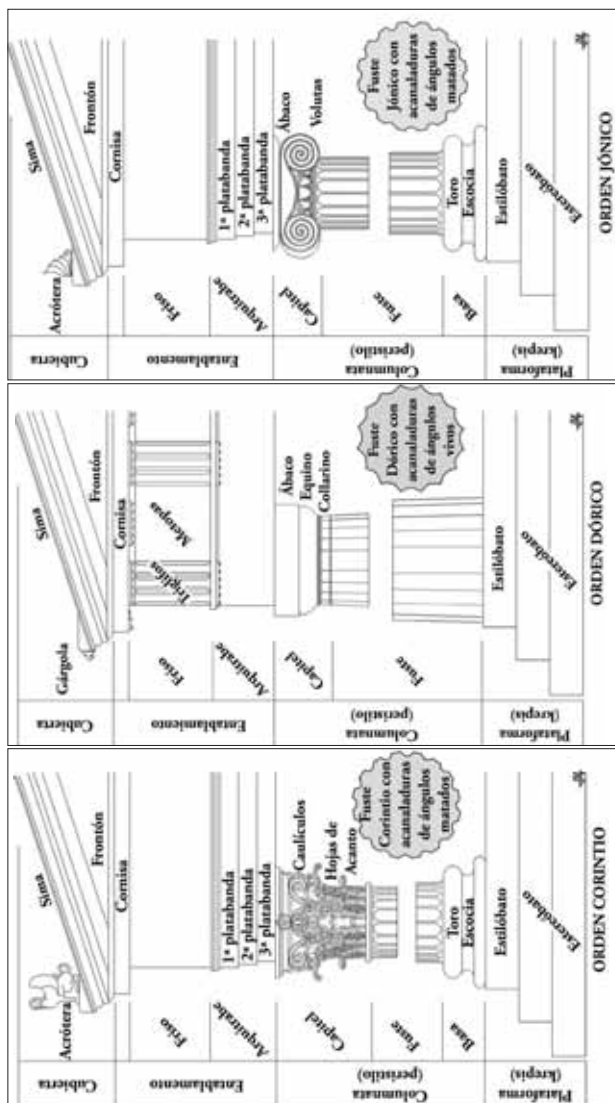 Cubierta
Entablamento
Columnata
(peristilo)
Plataforma
(krepis)
Acrótera
Sima
Frontón
Cornisa
Friso
Arquitrabe
1ª platabanda
2ª platabanda
3ª platabanda
Capitel
Ábaco
Volutas
Fuste
Fuste
Jónico con
acanaladuras
de ángulos
matados
Basa
Toro
Escocia
Estilóbato
Estereobato
ORDEN JÓNICO
Cubierta
Entablamiento
Columnata
(peristilo)
Plataforma
(krepis)
Gárgola
Sima
Frontón
Cornisa
Friso
Triglifos
Metopas
Arquitrabe
Capitel
Ábaco
Equino
Collarino
Fuste
Fuste
Dórico con
acanaladuras
de ángulos
vivos
Estilóbato
Estereobato
ORDEN DÓRICO
Cubierta
Entablamento
Columnata
(peristilo)
Plataforma
(krepis)
Acrótera
Sima
Frontón
Cornisa
Friso
Arquitrabe
1ª platabanda
2ª platabanda
3ª platabanda
Capitel
Caulículos
Hojas de
Acanto
Fuste
Fuste
Corintio con
acanaladuras
de ángulos
matados
Basa
Toro
Escocia
Estilóbato
Estereobato
ORDEN CORINTIO